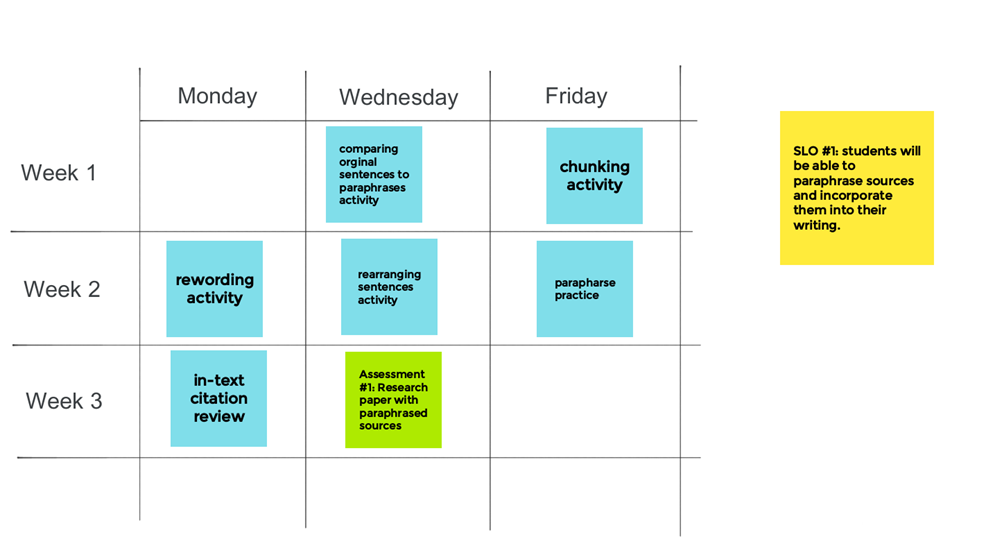 Monday
Wednesday
Friday
Week 1
comparing
orginal
sentences to
paraphrases
activity
chunking
activity
SLO #1: students will
be able to
paraphrase sources
and incorporate
them into their
writing.
Week 2
rewording
activity
rearranging
sentences
activity
parapharse
practice
Week 3
in-text
citation
review
Assessment
#1: Research
paper with
paraphrased
sources